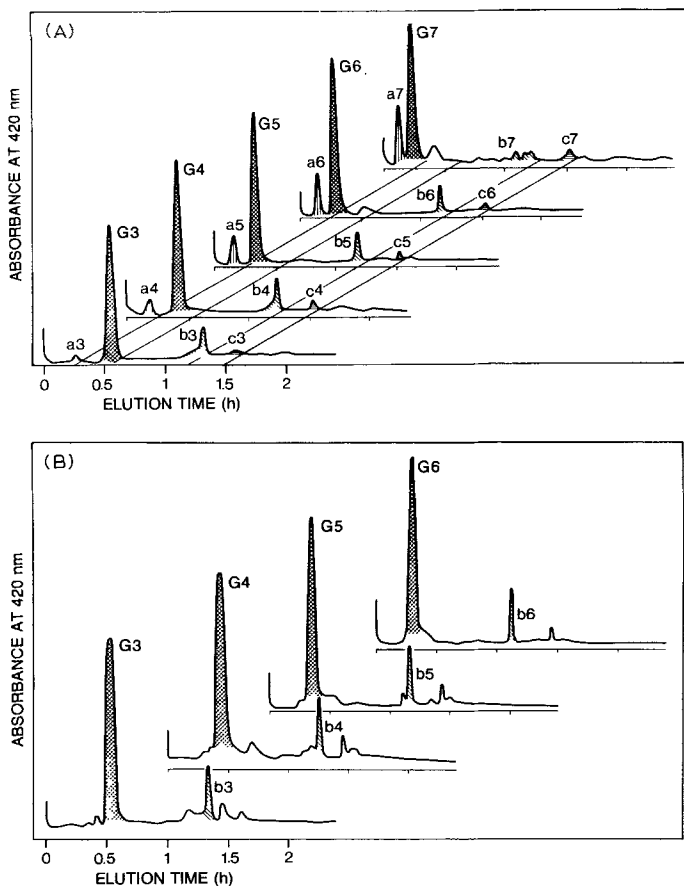 (A)
G7
G6
a7
G5
b7
c7
a6
G4
b6
c6
a5
G3
b5
c5
a4
b4
c4
a3
b3
c3
0
0.5
1
1.5
2
ELUTION TIME (h)
ABSORBANCE AT 420 nm
(B)
G6
G5
G4
b6
G3
b5
b4
b3
0
0.5
1
1.5
2
ELUTION TIME (h)
ABSORBANCE AT 420 nm